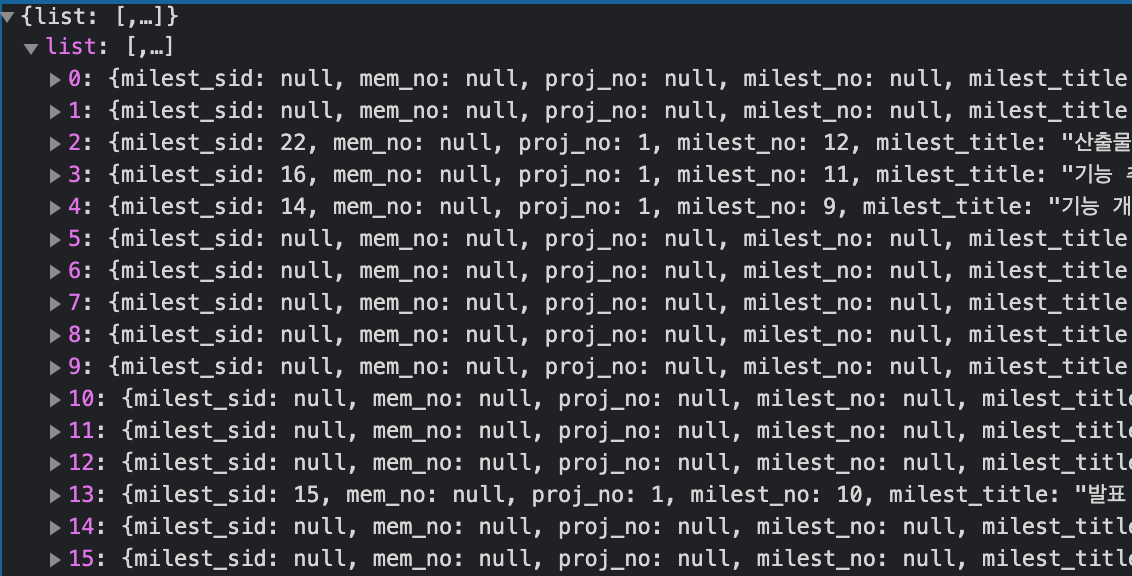 {list: [,…]}
list: [,…]
0: {milest_sid: null, mem_no: null, proj_no: null, milest_no: null, milest_title
1: {milest_sid: null, mem_no: null, proj_no: null, milest_no: null, milest_title
2: {milest_sid: 22, mem_no: null, proj_no: 1, milest_no: 12, milest_title: "산출물
3: {milest_sid: 16, mem_no: null, proj_no: 1, milest_no: 11, milest_title: "기능
4: {milest_sid: 14, mem_no: null, proj_no: 1, milest_no: 9, milest_title: "기능 개
5: {milest_sid: null, mem_no: null, proj_no: null, milest_no: null, milest_title
6: {milest_sid: null, mem_no: null, proj_no: null, milest_no: null, milest_title
7: {milest_sid: null, mem_no: null, proj_no: null, milest_no: null, milest_title
8: {milest_sid: null, mem_no: null, proj_no: null, milest_no: null, milest_title
9: {milest_sid: null, mem_no: null, proj_no: null, milest_no: null, milest_title
10: {milest_sid: null, mem_no: null, proj_no: null, milest_no: null, milest_title
11: {milest_sid: null, mem_no: null, proj_no: null, milest_no: null, milest_title
12: {milest_sid: null, mem_no: null, proj_no: null, milest_no: null, milest_title
13: {milest_sid: 15, mem_no: null, proj_no: 1, milest_no: 10, milest_title: "발표
14: {milest_sid: null, mem_no: null, proj_no: null, milest_no: null, milest_title
15: {milest_sid: null, mem_no: null, proj_no: null, milest_no: null, milest_title